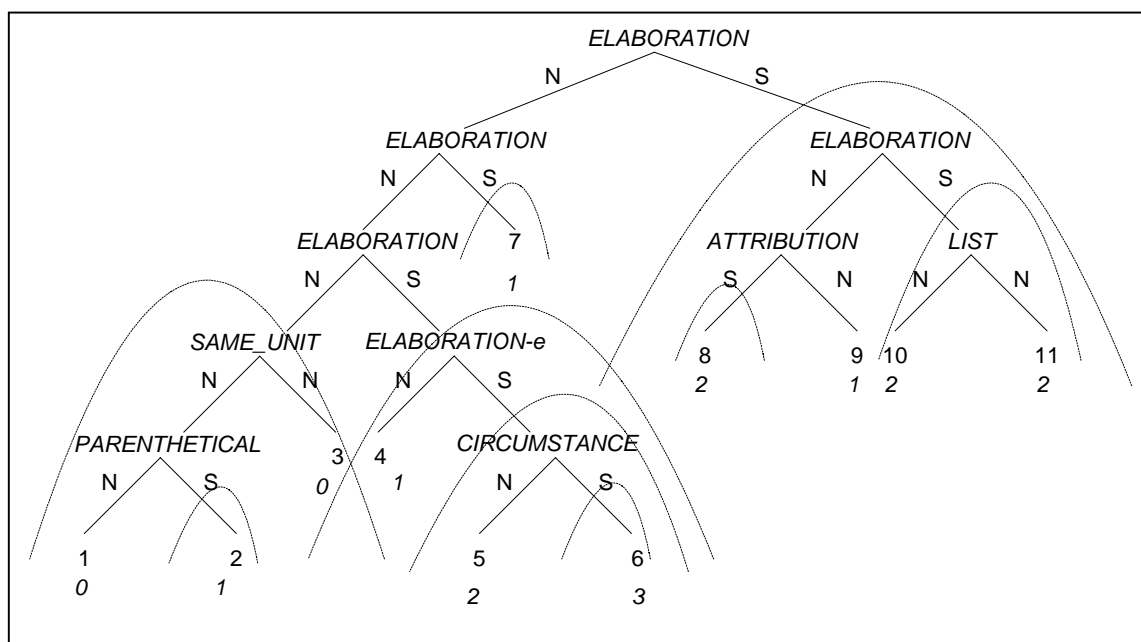 ELABORATION
N S
ELABORATION ELABORATION
N S N S
ELABORATION 7 ATTRIBUTION LIST
N S 1 S N N N
SAME_UNIT ELABORATION-e 8 9 10 11
N N N S 2 1 2 2
PARENTHETICAL 3 4 CIRCUMSTANCE
N S 0 1 N S
1 2 5 6
0 1 2 3